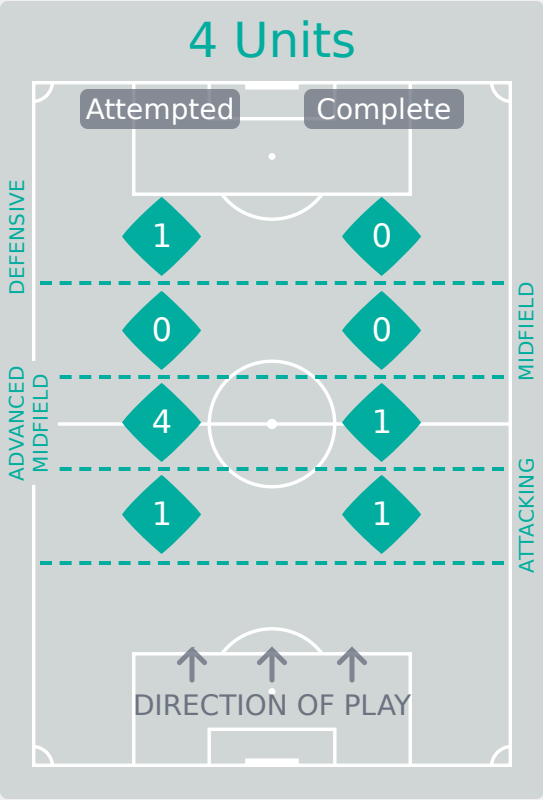 4 Units
Attempted Complete
DEFENSIVE
1 0
MIDFIELD
0 0
ADVANCED
MIDFIELD
4 1
ATTACKING
1 1
DIRECTION OF PLAY